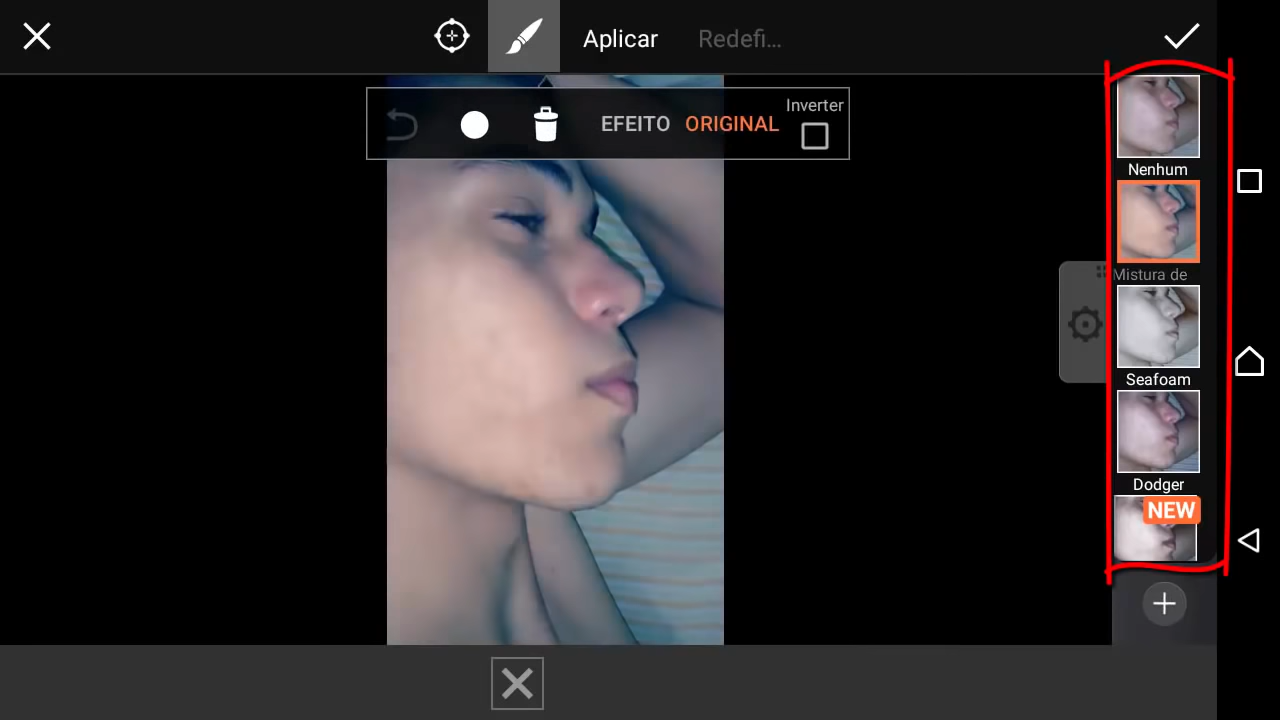 Aplicar
Redefi...
Inverter
EFEITO
ORIGINAL
Nenhum
Mistura de
Seafoam
Dodger
NEW